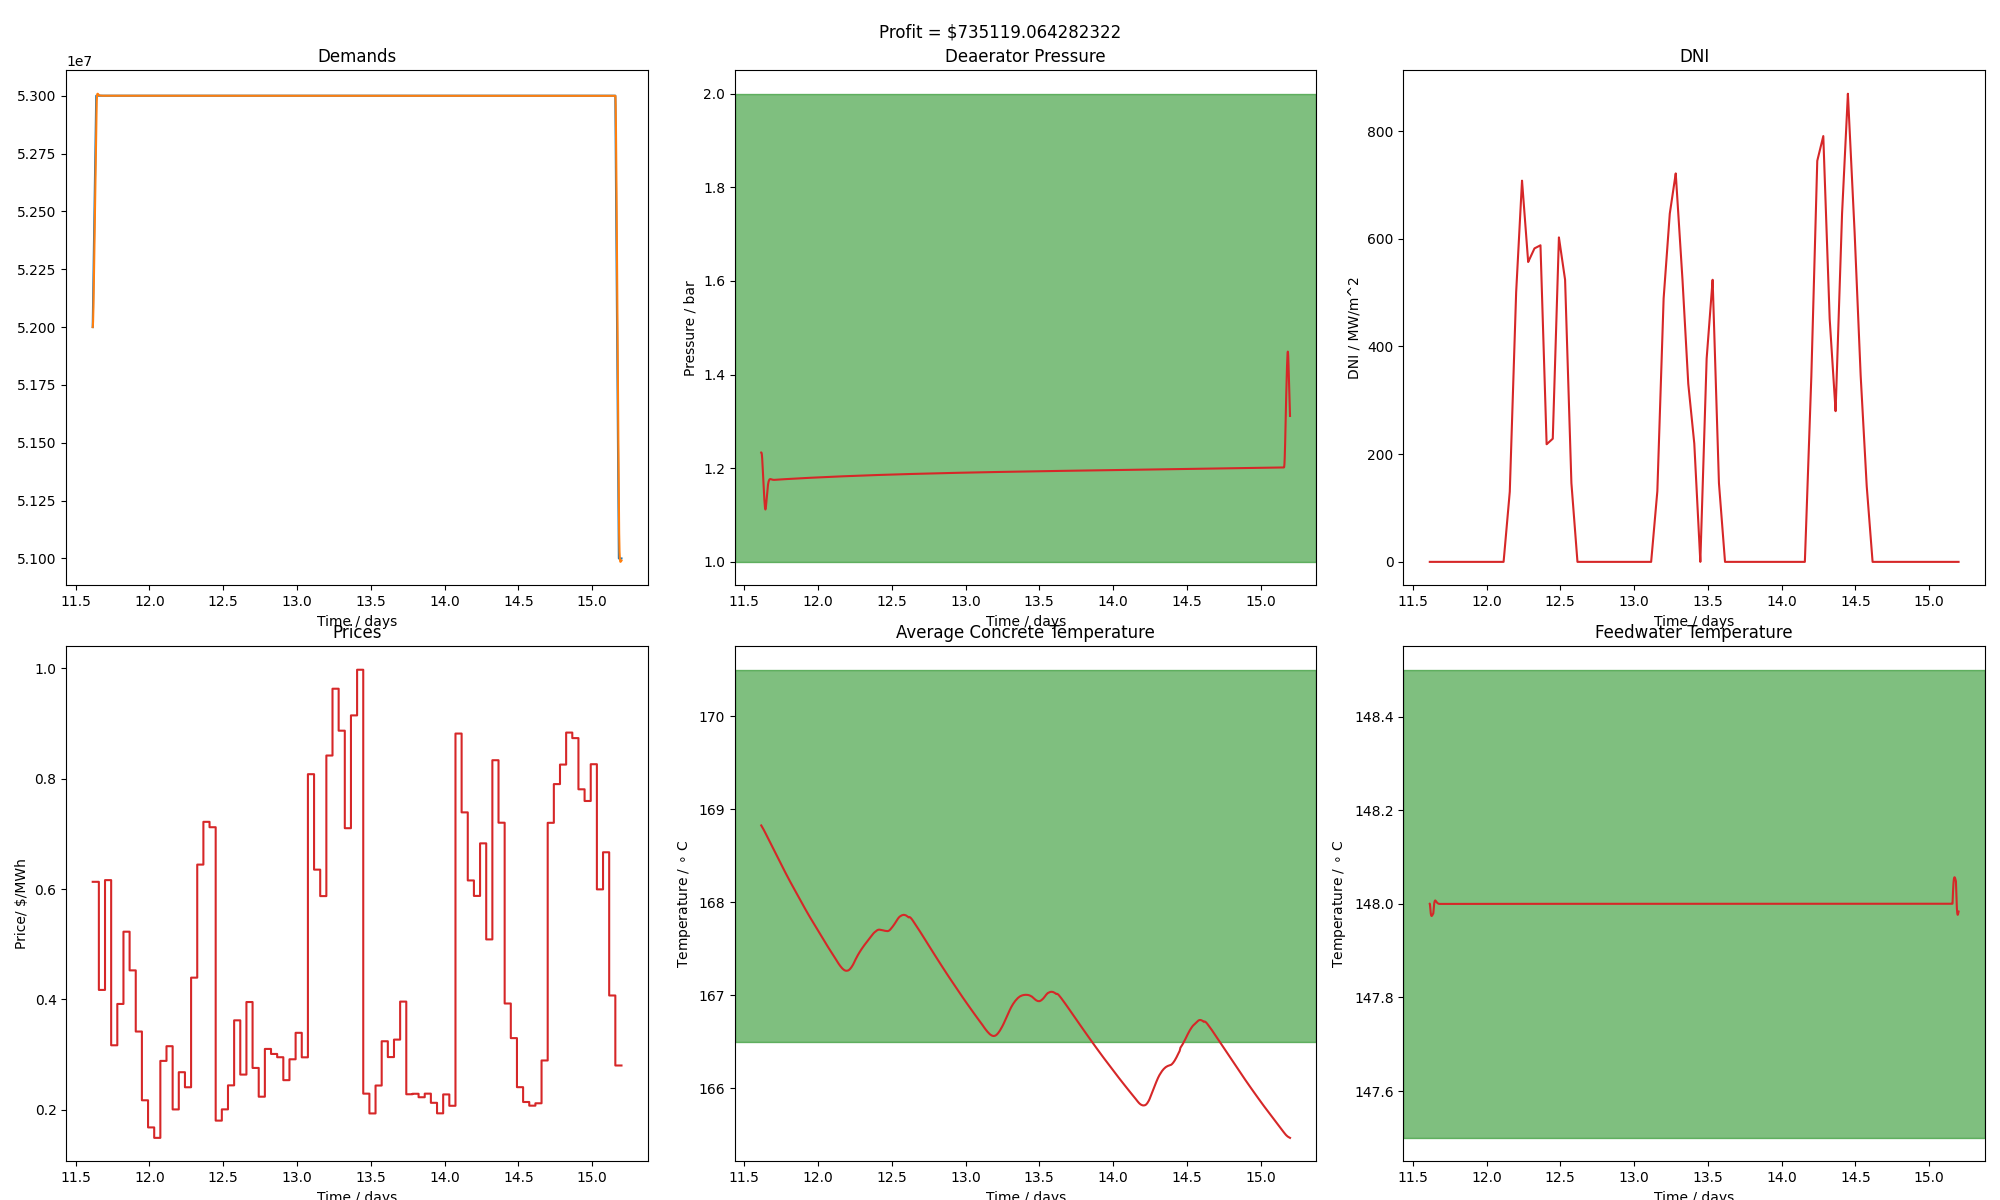 Profit = $735119.064282322
Demands
1e7
5.300
5.275
5.250
5.225
5.200
5.175
5.150
5.125
5.100
11.5 12.0 12.5 13.0 13.5 14.0 14.5 15.0
Time / days
Deaerator Pressure
Pressure / bar
2.0
1.8
1.6
1.4
1.2
1.0
11.5 12.0 12.5 13.0 13.5 14.0 14.5 15.0
Time / days
DNI
DNI / MW/m^2
800
600
400
200
0
11.5 12.0 12.5 13.0 13.5 14.0 14.5 15.0
Time / days
Prices
Price/ $/MWh
1.0
0.8
0.6
0.4
0.2
11.5 12.0 12.5 13.0 13.5 14.0 14.5 15.0
Time / days
Average Concrete Temperature
Temperature / ∘ C
170
169
168
167
166
11.5 12.0 12.5 13.0 13.5 14.0 14.5 15.0
Time / days
Feedwater Temperature
Temperature / ∘ C
148.4
148.2
148.0
147.8
147.6
11.5 12.0 12.5 13.0 13.5 14.0 14.5 15.0
Time / days